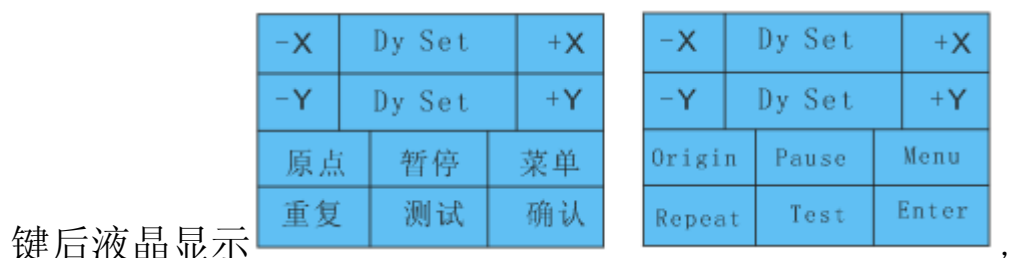 -X Dy Set +X -X Dy Set +X
-Y Dy Set +Y -Y Dy Set +Y
原点 暂停 菜单 Origin Pause Menu
重复 测试 确认 Repeat Test Enter
键后液晶显示 ,